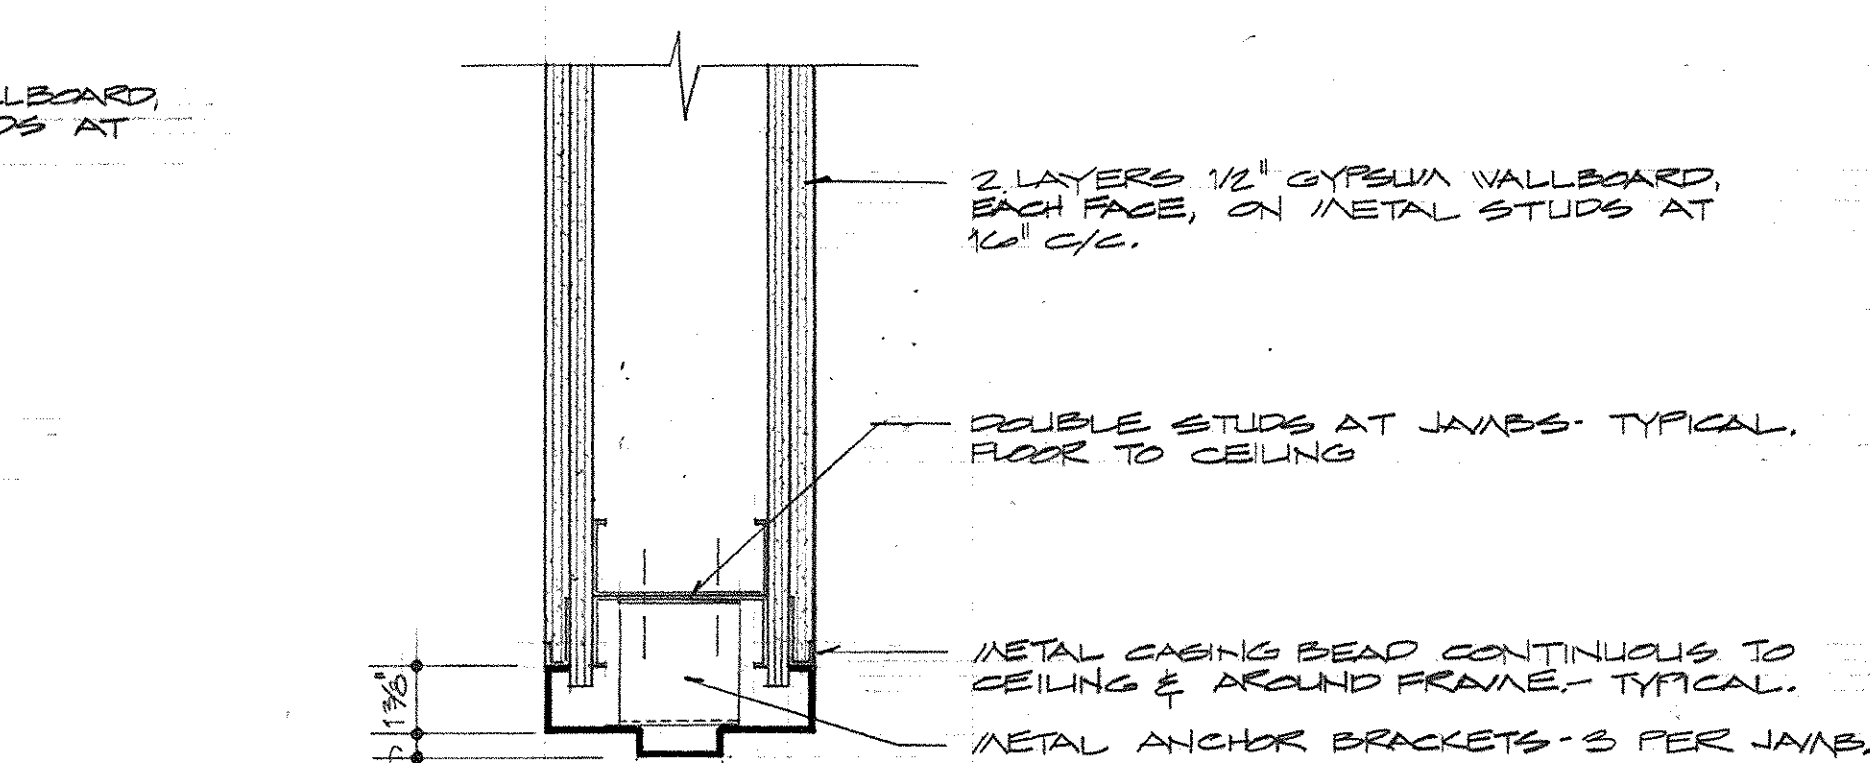 LLBOARD,
DS AT
2 LAYERS 1/2" GYPSUM WALLBOARD,
EACH FACE, ON METAL STUDS AT
16" C/C.
DOUBLE STUDS AT JAMBS- TYPICAL.
FLOOR TO CEILING
METAL CASING BEAD CONTINUOUS TO
CEILING & AROUND FRAME.- TYPICAL.
1 3/8"
METAL ANCHOR BRACKETS-3 PER JAMB.